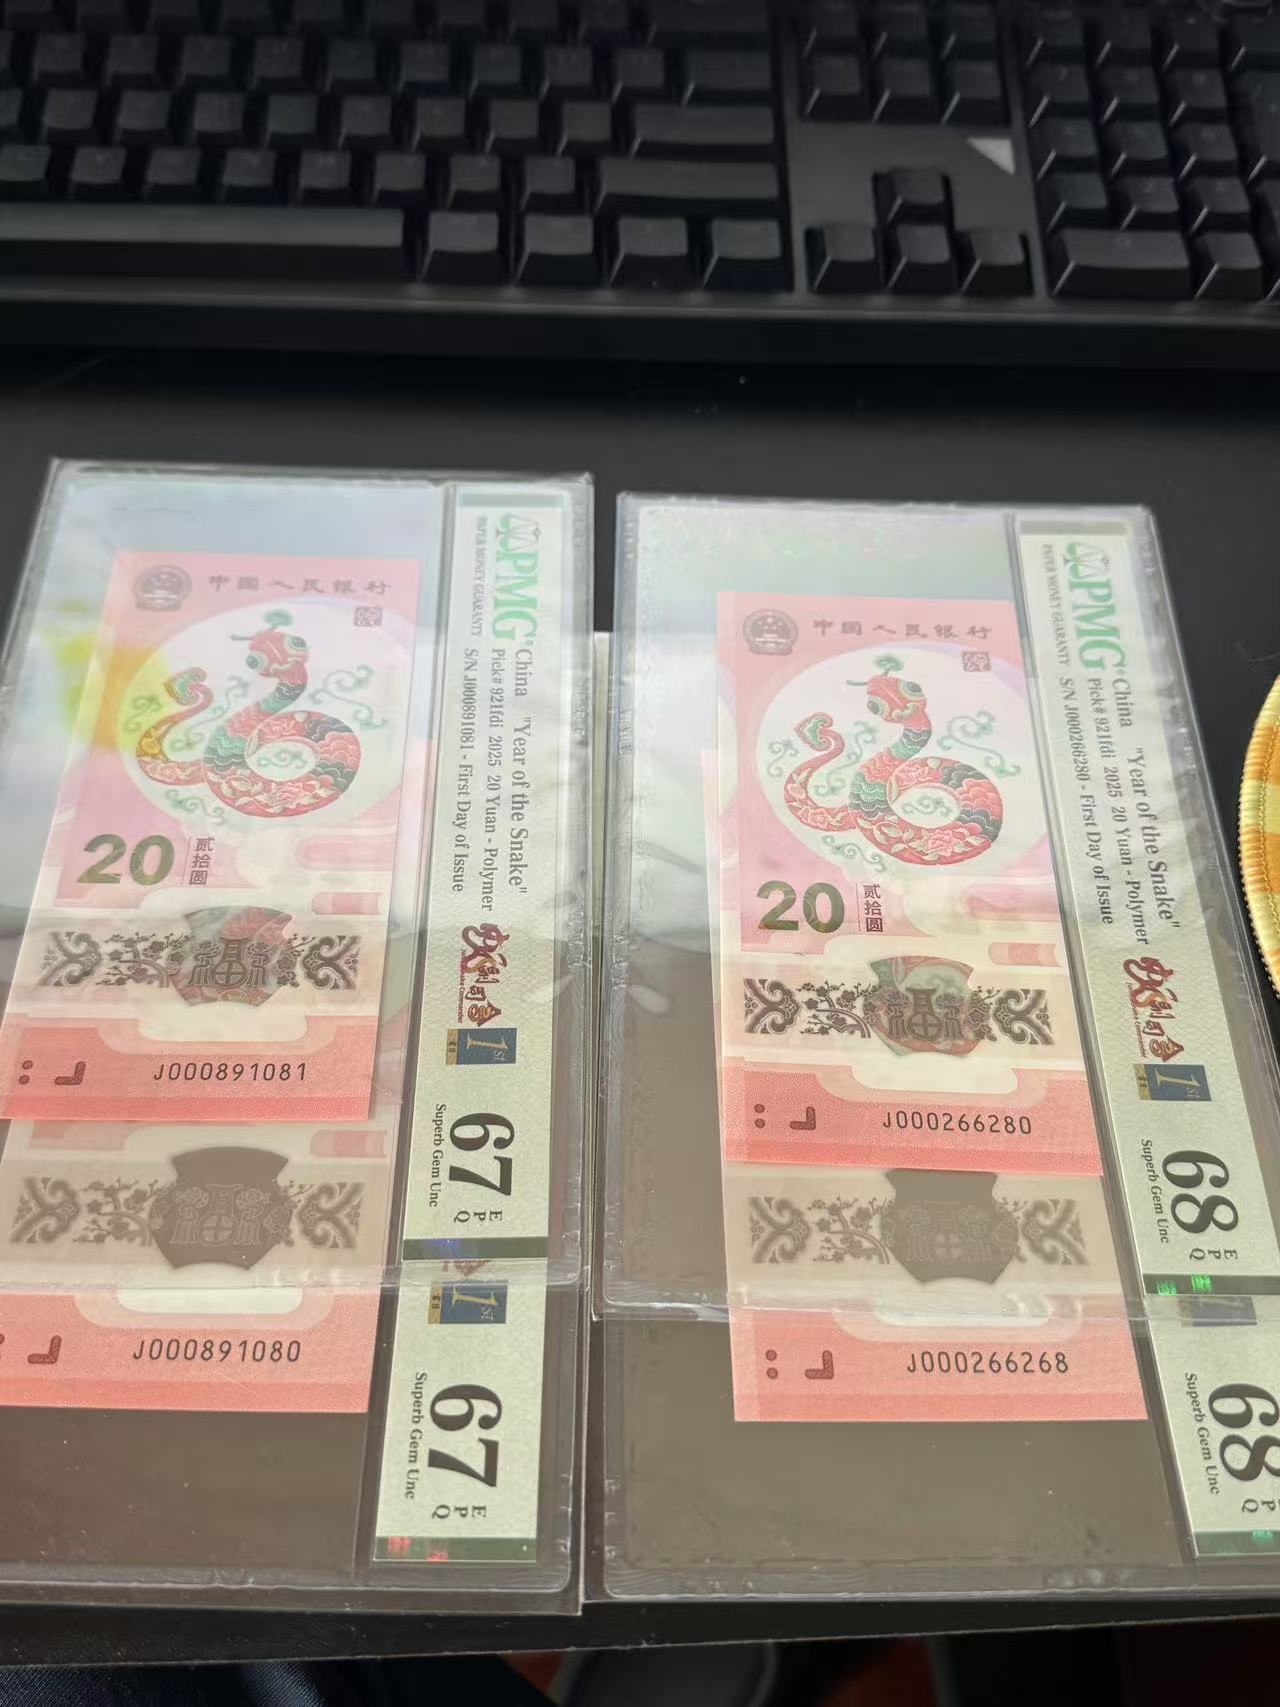 中国人民银行
20
贰拾圆
J000891081
PMG
PAPER MONEY GUARANTY
China "Year of the Snake"
Pick# 921fdi 2025 20 Yuan - Polymer
S/N J000891081 - First Day of Issue
1st
67 EPQ
Superb Gem Unc
J000891080
1st
67 EPQ
Superb Gem Unc
中国人民银行
20
贰拾圆
J000266280
PMG
PAPER MONEY GUARANTY
China "Year of the Snake"
Pick# 921fdi 2025 20 Yuan - Polymer
S/N J000266280 - First Day of Issue
1st
68 EPQ
Superb Gem Unc
J000266268
68 EPQ
Superb Gem Unc